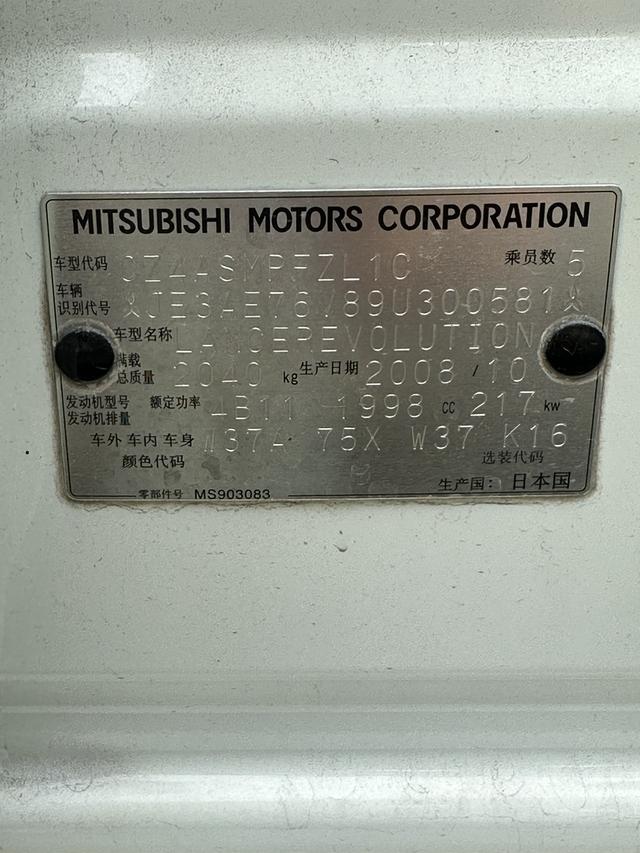 MITSUBISHI MOTORS CORPORATION
车型代码 CZ4ASMPFZL1C 乘员数 5
车辆
识别代号 JE3AE76V89U300581
车型名称 LANCEREVOLUTION
满载
总质量 2040 kg 生产日期 2008 / 10
发动机型号 额定功率
发动机排量 4B11 1998 cc 217 kw
车外 车内 车身 W37A 75X W37 K16
颜色代码 选装代码
零部件号 MS903083 生产国：日本国